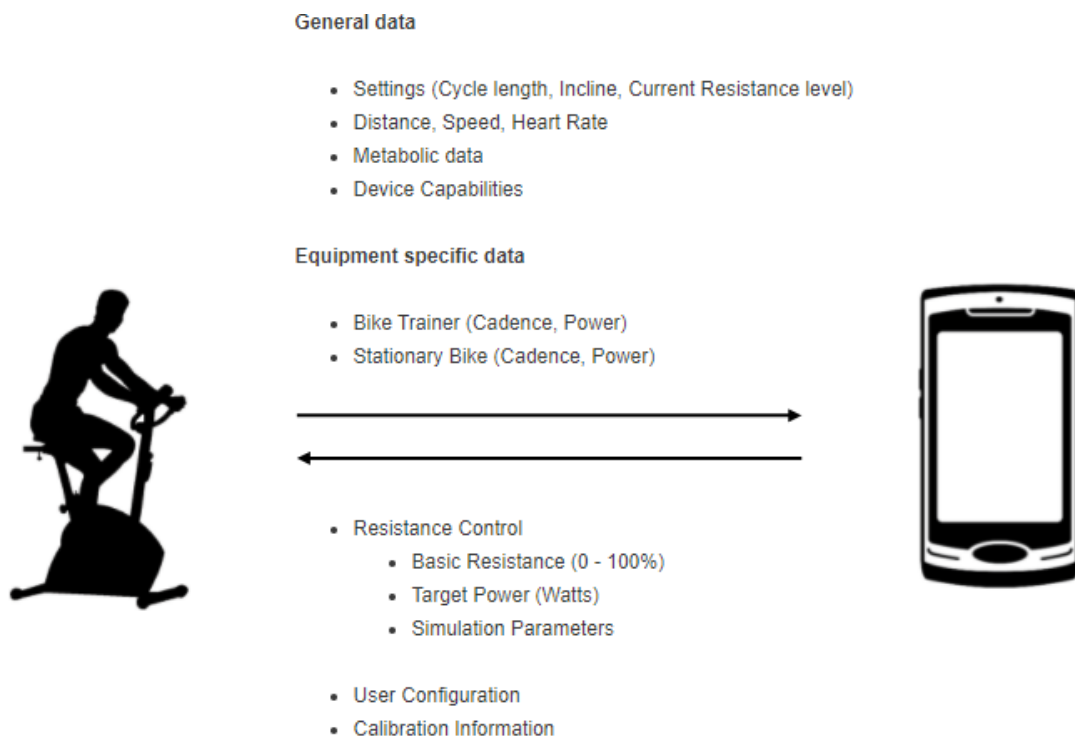 General data
• Settings (Cycle length, Incline, Current Resistance level)
• Distance, Speed, Heart Rate
• Metabolic data
• Device Capabilities
Equipment specific data
• Bike Trainer (Cadence, Power)
• Stationary Bike (Cadence, Power)
• Resistance Control
• Basic Resistance (0 - 100%)
• Target Power (Watts)
• Simulation Parameters
• User Configuration
• Calibration Information